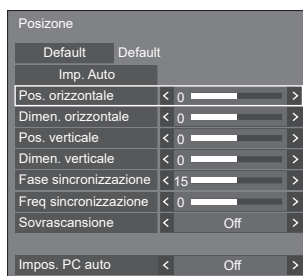 Posizone
Default Default
Imp. Auto
Pos. orizzontale < 0 >
Dimen. orizzontale < 0 >
Pos. verticale < 0 >
Dimen. verticale < 0 >
Fase sincronizzazione < 15 >
Freq sincronizzazione < 0 >
Sovrascansione < Off >
Impos. PC auto < Off >